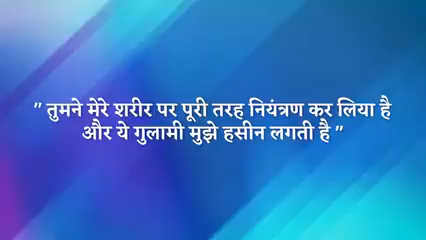 " तुमने मेरे शरीर पर पूरी तरह नियंत्रण कर लिया है
और ये गुलामी मुझे हसीन लगती है "